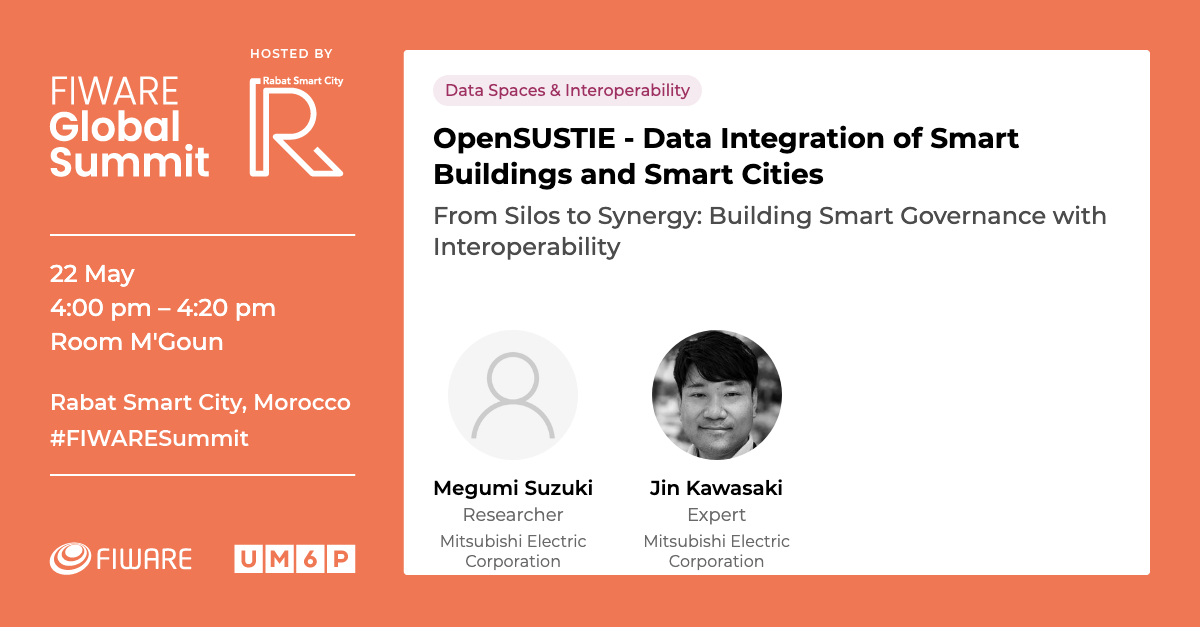 HOSTED BY
FIWARE
Global
Summit
Rabat Smart City
R
22 May
4:00 pm – 4:20 pm
Room M'Goun
Rabat Smart City, Morocco
#FIWARESummit
FIWARE
UM6P
Data Spaces & Interoperability
OpenSUSTIE - Data Integration of Smart
Buildings and Smart Cities
From Silos to Synergy: Building Smart Governance with
Interoperability
Megumi Suzuki
Researcher
Mitsubishi Electric
Corporation
Jin Kawasaki
Expert
Mitsubishi Electric
Corporation